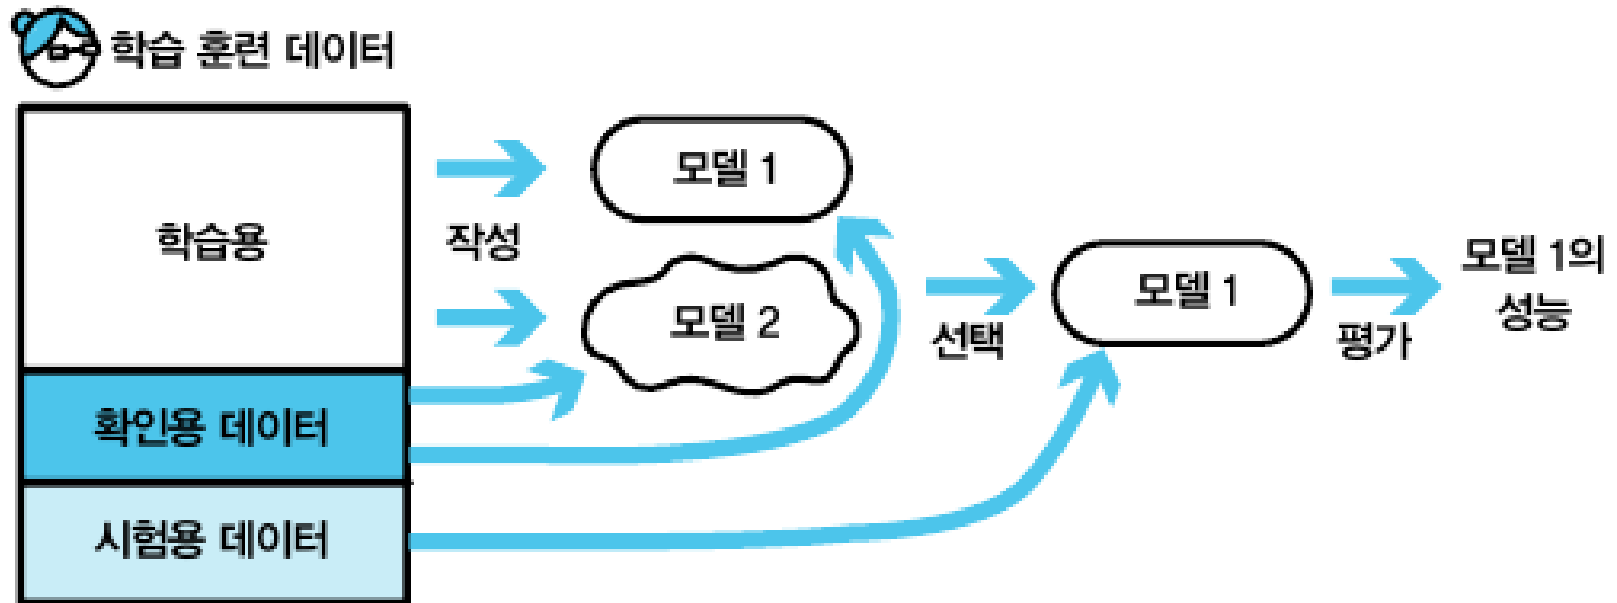 학습 훈련 데이터
학습용
확인용 데이터
시험용 데이터
작성
모델 1
모델 2
선택
모델 1
평가
모델 1의
성능